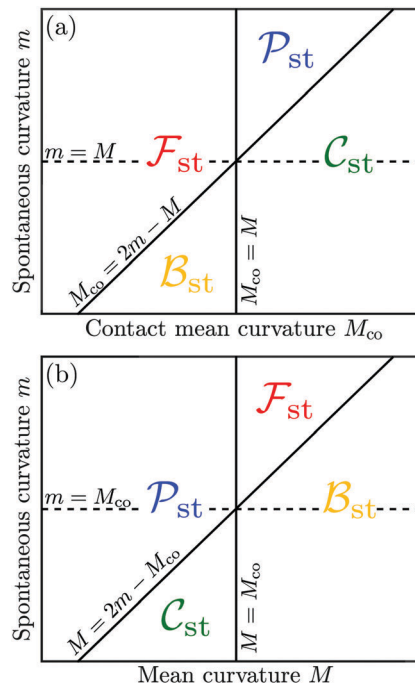 (a)
𝒫st
m = M
ℱst
𝒞st
M_co = 2m − M
ℬst
M_co = M
Spontaneous curvature m
Contact mean curvature M_co
(b)
ℱst
m = M_co
𝒫st
ℬst
M = 2m − M_co
𝒞st
M = M_co
Spontaneous curvature m
Mean curvature M